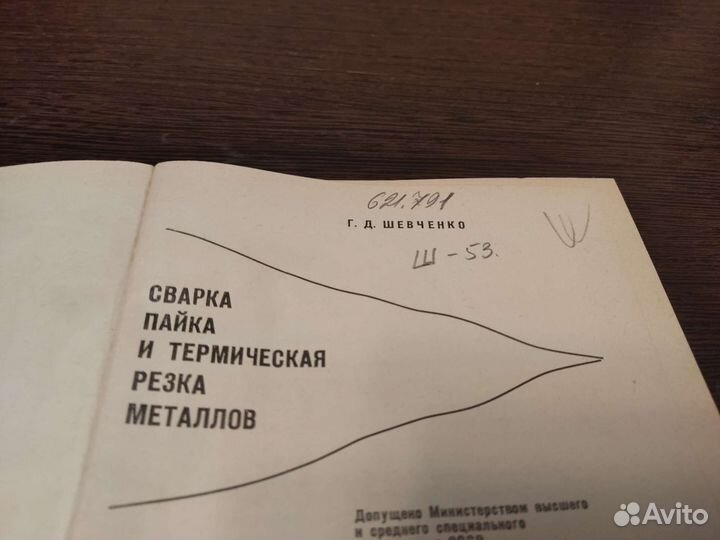 621.791
Г. Д. ШЕВЧЕНКО
Ш - 53.
Ш
СВАРКА
ПАЙКА
И ТЕРМИЧЕСКАЯ
РЕЗКА
МЕТАЛЛОВ
Допущено Министерством высшего
и среднего специального
Avito